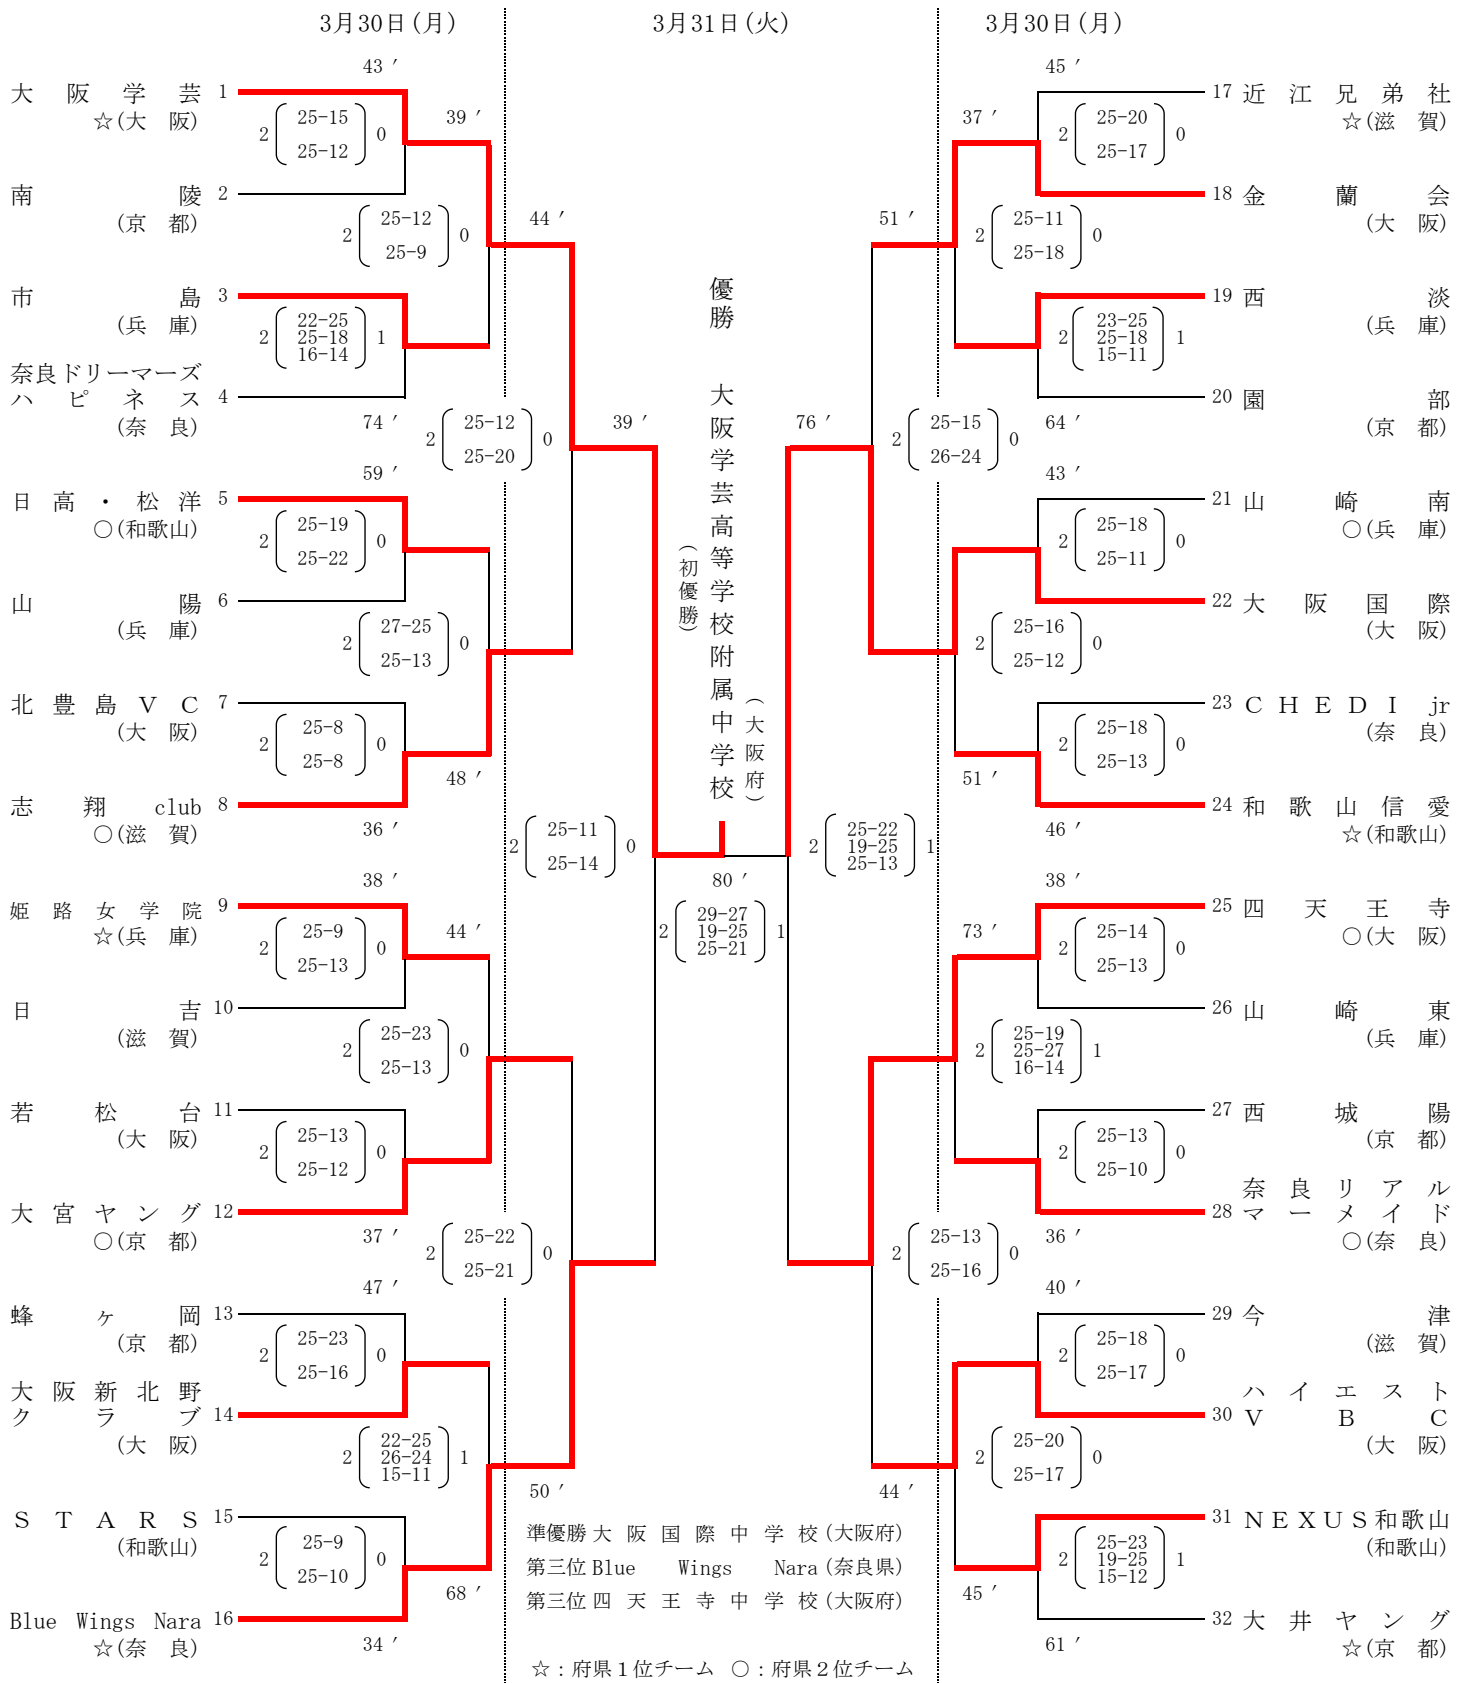 3月30日(月)
3月31日(火)
3月30日(月)
大阪学芸 1
☆(大 阪)
43′
2 25-15 0
25-12
南陵 2
(京 都)
39′
2 25-12 0
25-9
市島 3
(兵 庫)
2 22-25 1
25-18
16-14
奈良ドリーマーズ
ハピネス 4
(奈 良)
74′
44′
2 25-12 0
25-20
59′
日高・松洋 5
○(和歌山)
2 25-19 0
25-22
山陽 6
(兵 庫)
2 27-25 0
25-13
北豊島VC 7
(大 阪)
2 25-8 0
25-8
48′
志翔club 8
○(滋 賀)
36′
39′
2 25-11 0
25-14
38′
姫路女学院 9
☆(兵 庫)
2 25-9 0
25-13
44′
日吉 10
(滋 賀)
2 25-23 0
25-13
若松台 11
(大 阪)
2 25-13 0
25-12
大宮ヤング 12
○(京 都)
37′
2 25-22 0
25-21
47′
蜂ヶ岡 13
(京 都)
2 25-23 0
25-16
大阪新北野
クラブ 14
(大 阪)
2 22-25 1
26-24
15-11
50′
STARS 15
(和歌山)
2 25-9 0
25-10
68′
Blue Wings Nara 16
☆(奈 良)
34′
優勝 大阪学芸高等学校附属中学校
(大阪府)
(初優勝)
80′
2 29-27 1
19-25
25-21
45′
17 近江兄弟社
☆(滋 賀)
2 25-20 0
25-17
37′
18 金蘭会
(大 阪)
2 25-11 0
25-18
51′
19 西淡
(兵 庫)
2 23-25 1
25-18
15-11
20 園部
(京 都)
64′
2 25-15 0
26-24
76′
43′
21 山崎南
○(兵 庫)
2 25-18 0
25-11
22 大阪国際
(大 阪)
2 25-16 0
25-12
23 CHEDI jr
(奈 良)
2 25-18 0
25-13
51′
24 和歌山信愛
☆(和歌山)
46′
2 25-22 1
19-25
25-13
38′
25 四天王寺
○(大 阪)
2 25-14 0
25-13
73′
26 山崎東
(兵 庫)
2 25-19 1
25-27
16-14
27 西城陽
(京 都)
2 25-13 0
25-10
奈良リアル
28 マーメイド
○(奈 良)
36′
2 25-13 0
25-16
40′
29 今津
(滋 賀)
2 25-18 0
25-17
ハイエスト
30 VBC
(大 阪)
2 25-20 0
25-17
44′
31 NEXUS和歌山
(和歌山)
2 25-23 1
19-25
15-12
45′
32 大井ヤング
☆(京 都)
61′
準優勝 大阪国際中学校(大阪府)
第三位 Blue Wings Nara(奈良県)
第三位 四天王寺中学校(大阪府)
☆:府県1位チーム ○:府県2位チーム